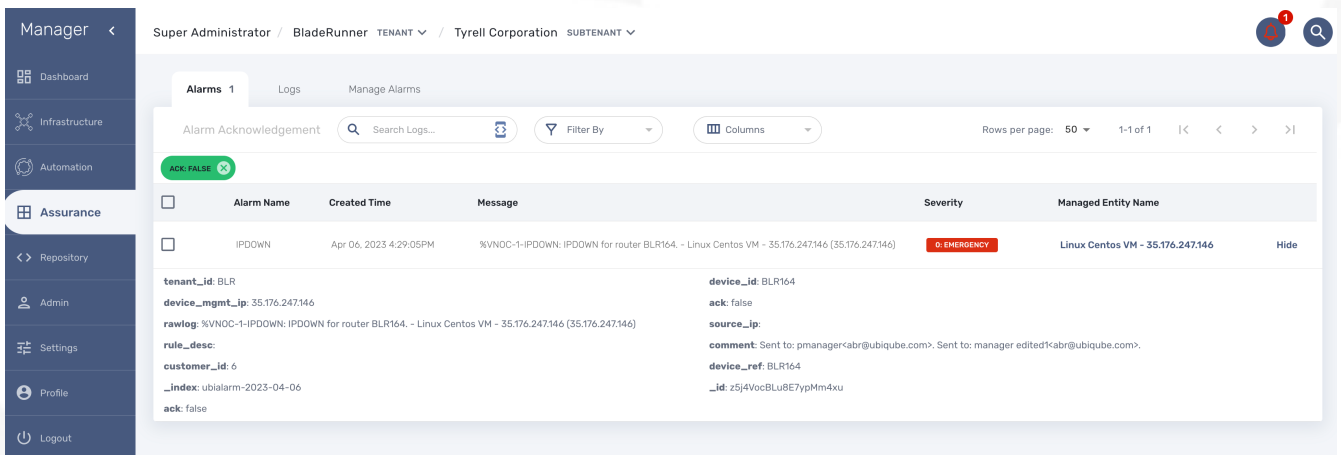 Manager
Super Administrator / BladeRunner TENANT / Tyrell Corporation SUBTENANT
1
Dashboard
Infrastructure
Automation
Assurance
Repository
Admin
Settings
Profile
Logout
Alarms 1 Logs Manage Alarms
Alarm Acknowledgement Search Logs... Filter By Columns Rows per page: 50 1-1 of 1
ACK: FALSE
Alarm Name Created Time Message Severity Managed Entity Name
IPDOWN Apr 06, 2023 4:29:05PM %VNOC-1-IPDOWN: IPDOWN for router BLR164. - Linux Centos VM - 35.176.247.146 (35.176.247.146) 0: EMERGENCY Linux Centos VM - 35.176.247.146 Hide
tenant_id: BLR device_id: BLR164
device_mgmt_ip: 35.176.247.146 ack: false
rawlog: %VNOC-1-IPDOWN: IPDOWN for router BLR164. - Linux Centos VM - 35.176.247.146 (35.176.247.146) source_ip:
rule_desc: comment: Sent to: pmanager<abr@ubiqube.com>. Sent to: manager edited1<abr@ubiqube.com>.
customer_id: 6 device_ref: BLR164
_index: ubialarm-2023-04-06 _id: z5j4VocBLu8E7ypMm4xu
ack: false